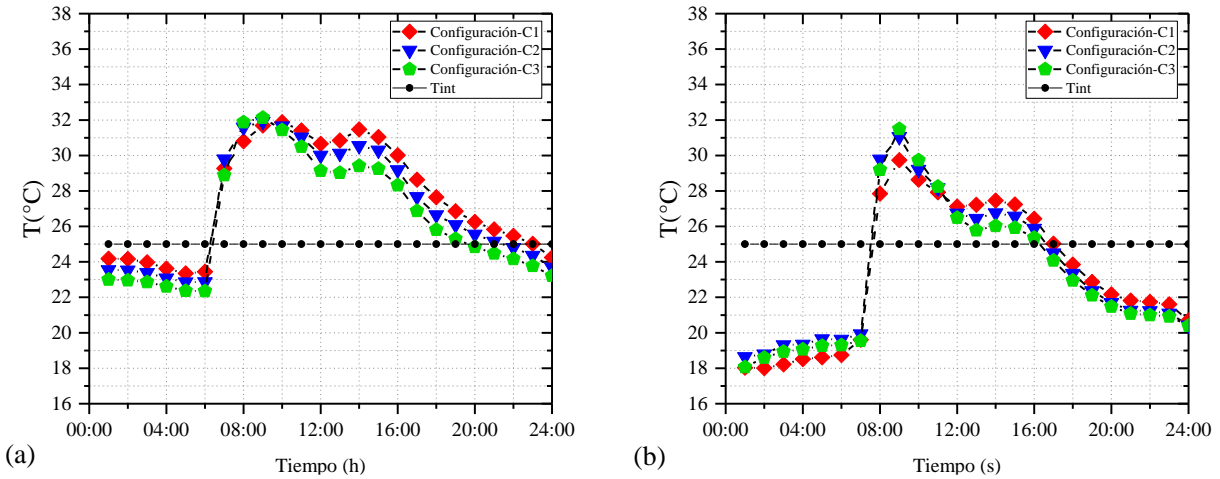 38
36
34
32
30
28
26
24
22
20
18
16
T(°C)
00:00 04:00 08:00 12:00 16:00 20:00 24:00
Tiempo (h)
Configuración-C1
Configuración-C2
Configuración-C3
Tint
(a)
38
36
34
32
30
28
26
24
22
20
18
16
T(°C)
00:00 04:00 08:00 12:00 16:00 20:00 24:00
Tiempo (s)
Configuración-C1
Configuración-C2
Configuración-C3
Tint
(b)